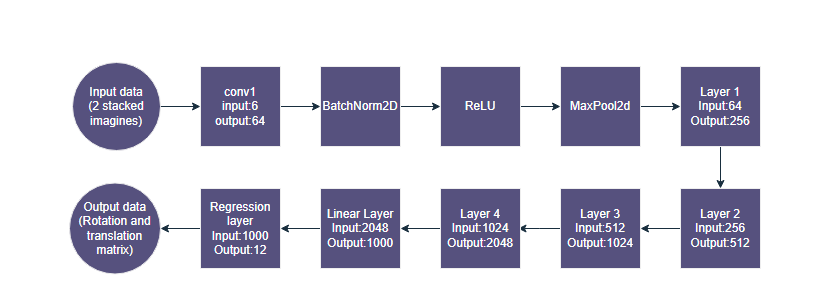 Input data
(2 stacked
imagines)
conv1
input:6
output:64
BatchNorm2D
ReLU
MaxPool2d
Layer 1
Input:64
Output:256
Layer 2
Input:256
Output:512
Layer 3
Input:512
Output:1024
Layer 4
Input:1024
Output:2048
Linear Layer
Input:2048
Output:1000
Regression
layer
Input:1000
Output:12
Output data
(Rotation and
translation
matrix)